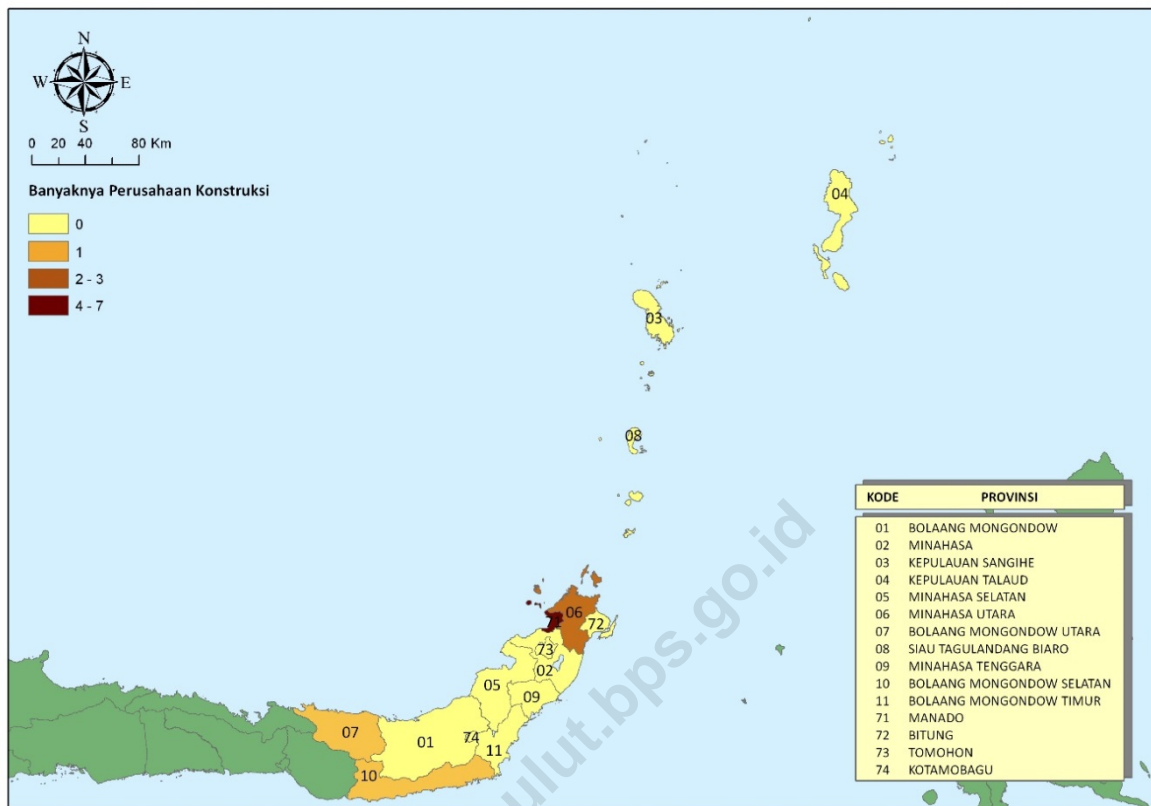 N
W E
S
0 20 40 80 Km
Banyaknya Perusahaan Konstruksi
0
1
2 - 3
4 - 7
04
03
08
06
72
73
02
05
09
07
01
74
11
10
KODE PROVINSI
01 BOLAANG MONGONDOW
02 MINAHASA
03 KEPULAUAN SANGIHE
04 KEPULAUAN TALAUD
05 MINAHASA SELATAN
06 MINAHASA UTARA
07 BOLAANG MONGONDOW UTARA
08 SIAU TAGULANDANG BIARO
09 MINAHASA TENGGARA
10 BOLAANG MONGONDOW SELATAN
11 BOLAANG MONGONDOW TIMUR
71 MANADO
72 BITUNG
73 TOMOHON
74 KOTAMOBAGU
ulut.bps.go.id